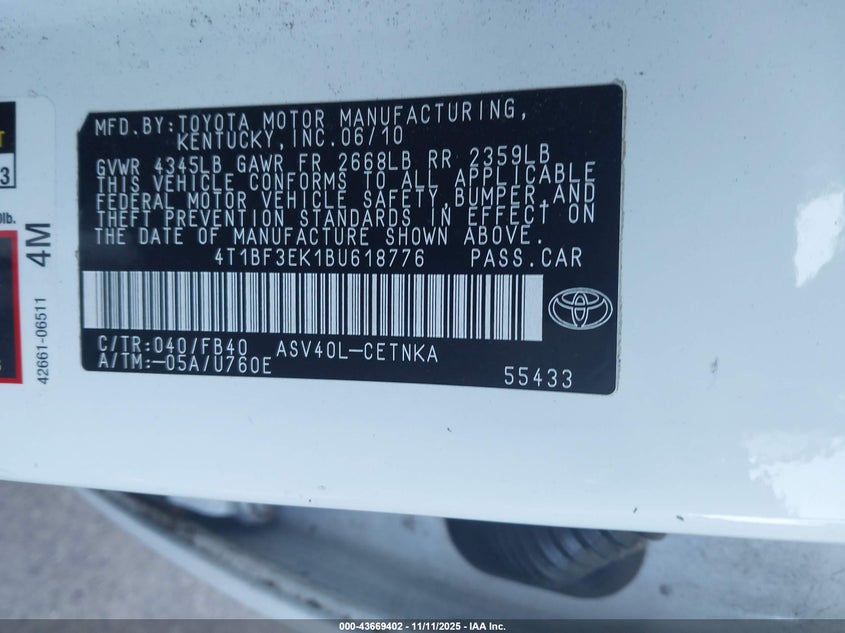 MFD.BY:TOYOTA MOTOR MANUFACTURING,
KENTUCKY,INC.06/10
GVWR 4345LB GAWR FR 2668LB RR 2359LB
THIS VEHICLE CONFORMS TO ALL APPLICABLE
FEDERAL MOTOR VEHICLE SAFETY,BUMPER,AND
THEFT PREVENTION STANDARDS IN EFFECT ON
THE DATE OF MANUFACTURE SHOWN ABOVE.
4T1BF3EK1BU618776 PASS.CAR
C/TR:040/FB40 ASV40L-CETNKA
A/TM:-05A/U760E
55433
3
lb.
4M
42661-06511
000-43669402 - 11/11/2025 - IAA Inc.